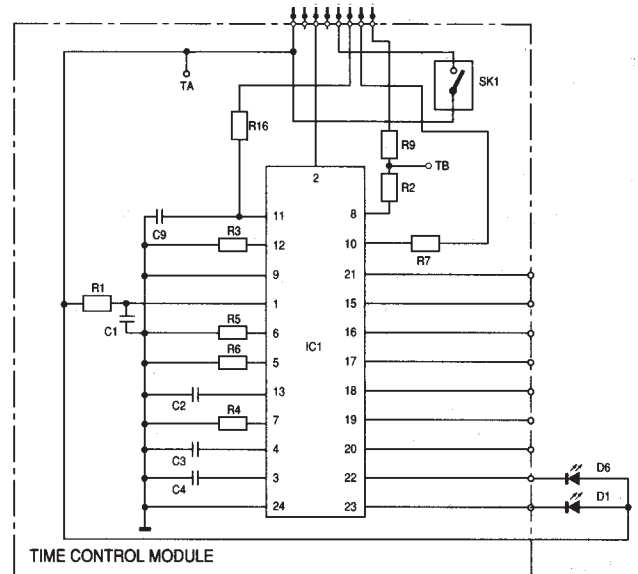 TA
SK1
R16
R9
TB
R2
2
11
8
C9
R3
12
10
R7
9
21
R1
1
15
C1
R5
6
16
IC1
R6
5
17
C2
13
18
R4
7
19
C3
4
20
C4
3
22
D6
24
23
D1
TIME CONTROL MODULE